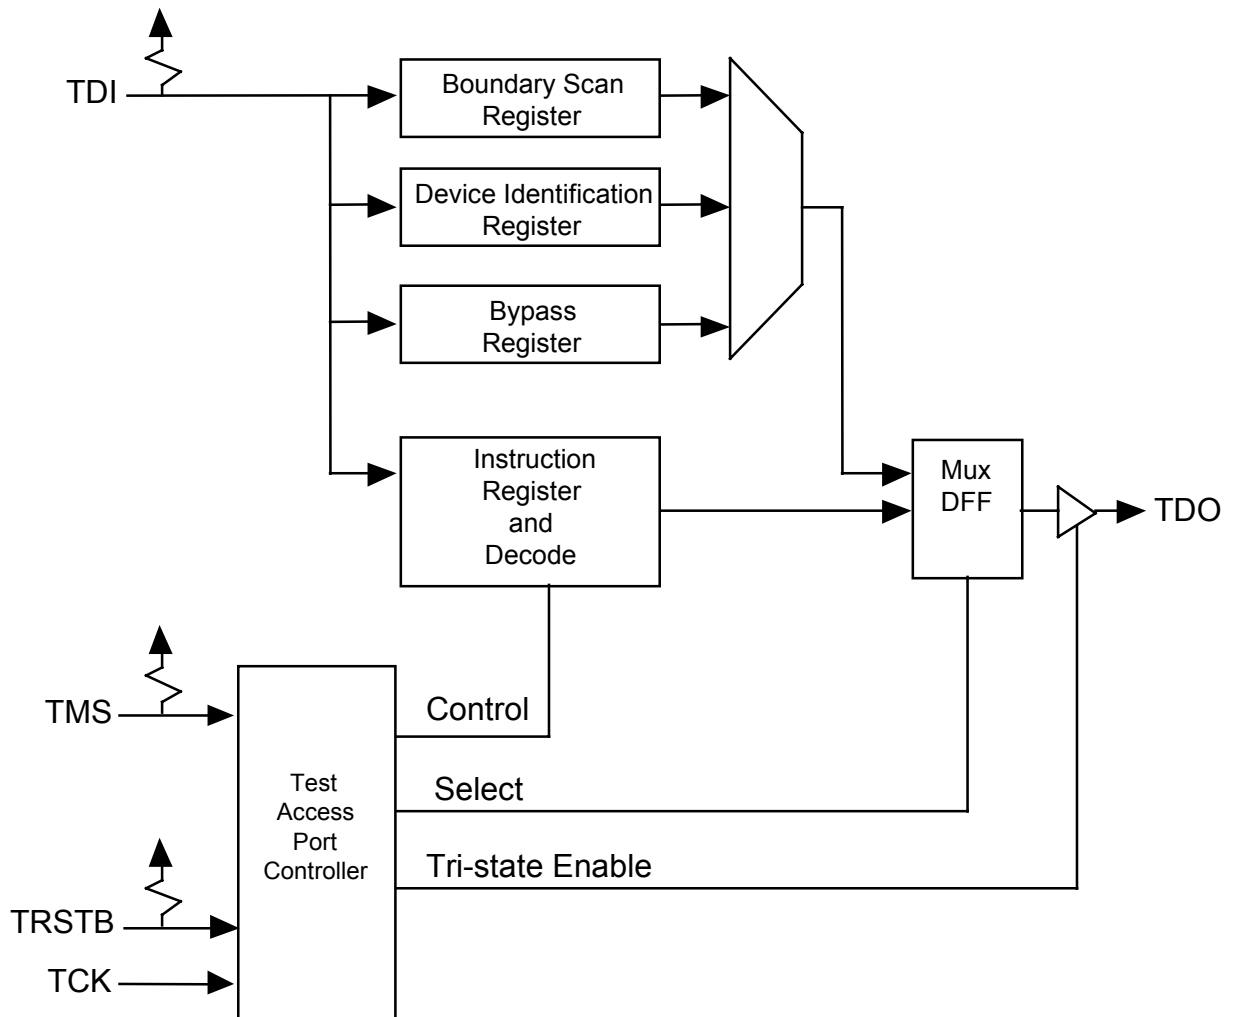 TDI
Boundary Scan
Register
Device Identification
Register
Bypass
Register
Instruction
Register
and
Decode
Mux
DFF
TDO
TMS
Control
Select
Test
Access
Port
Controller
Tri-state Enable
TRSTB
TCK